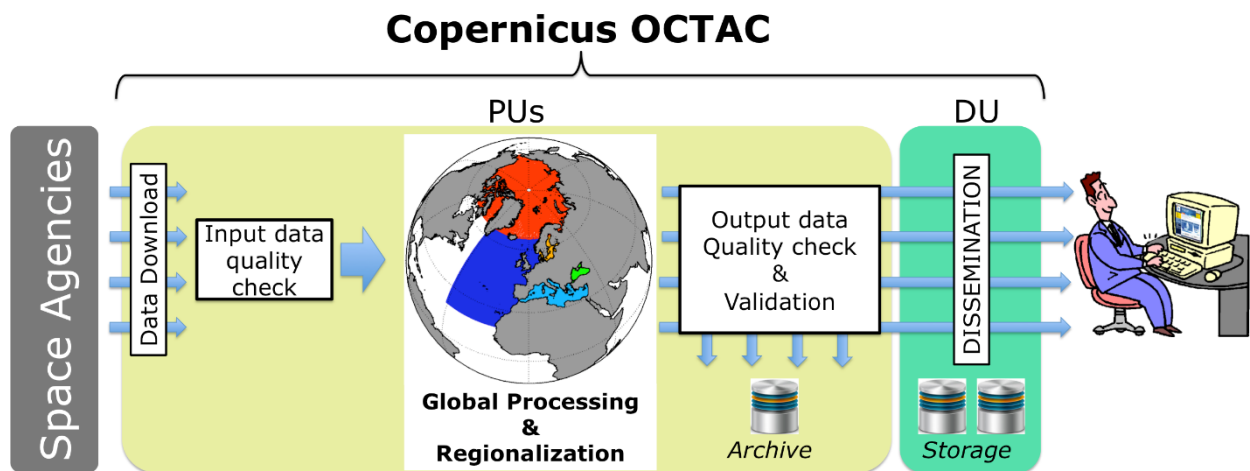 Copernicus OCTAC
PUs
DU
Space Agencies
Data Download
Input data
quality
check
Global Processing
&
Regionalization
Output data
Quality check
&
Validation
Archive
DISSEMINATION
Storage